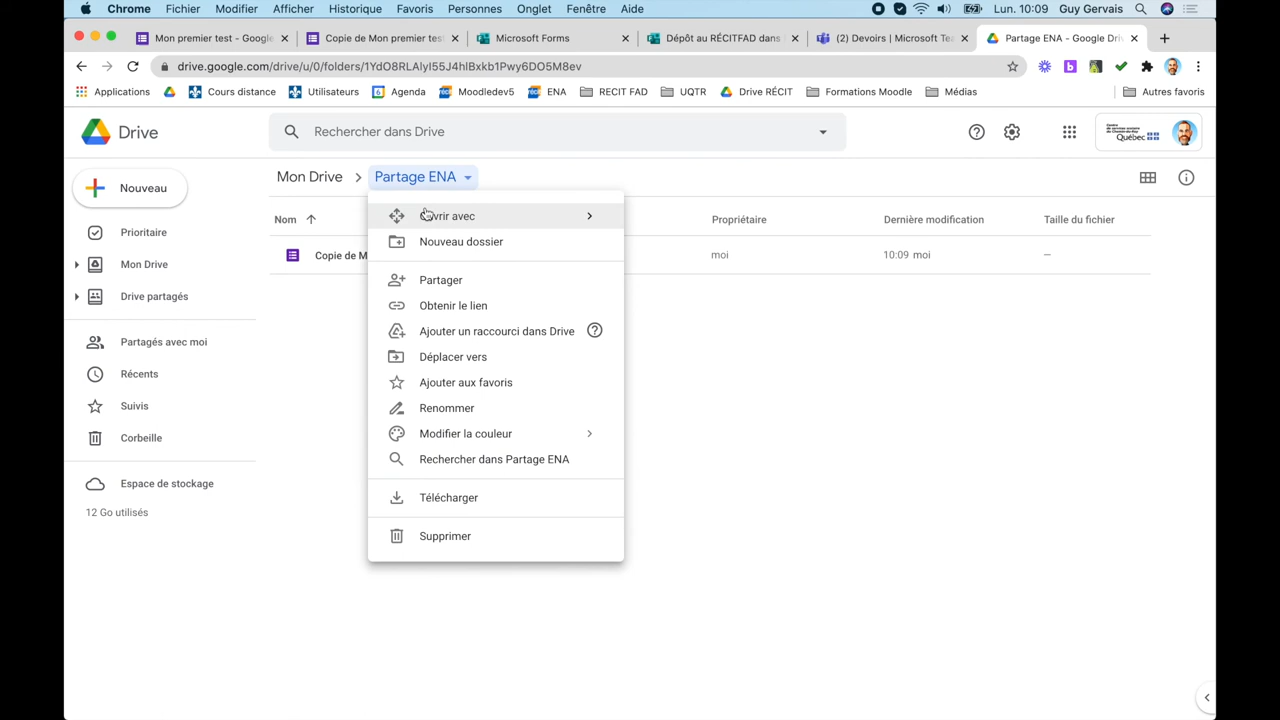 Chrome Fichier Modifier Afficher Historique Favoris Personnes Onglet Fenêtre Aide Lun. 10:09 Guy Gervais
Mon premier test - Google Copie de Mon premier test Microsoft Forms Dépôt au RÉCITFAD dans (2) Devoirs | Microsoft Tea Partage ENA - Google Driv
drive.google.com/drive/u/0/folders/1YdO8RLAlyI55J4hlBxkb1Pwy6DO5M8ev
Applications Cours distance Utilisateurs Agenda Moodledev5 ENA RECIT FAD UQTR Drive RÉCIT Formations Moodle Médias Autres favoris
Drive Rechercher dans Drive Québec
Nouveau
Mon Drive Partage ENA
Nom Propriétaire Dernière modification Taille du fichier
Copie de M moi 10:09 moi —
Prioritaire
Mon Drive
Drive partagés
Partagés avec moi
Récents
Suivis
Corbeille
Espace de stockage
12 Go utilisés
Ouvrir avec
Nouveau dossier
Partager
Obtenir le lien
Ajouter un raccourci dans Drive
Déplacer vers
Ajouter aux favoris
Renommer
Modifier la couleur
Rechercher dans Partage ENA
Télécharger
Supprimer